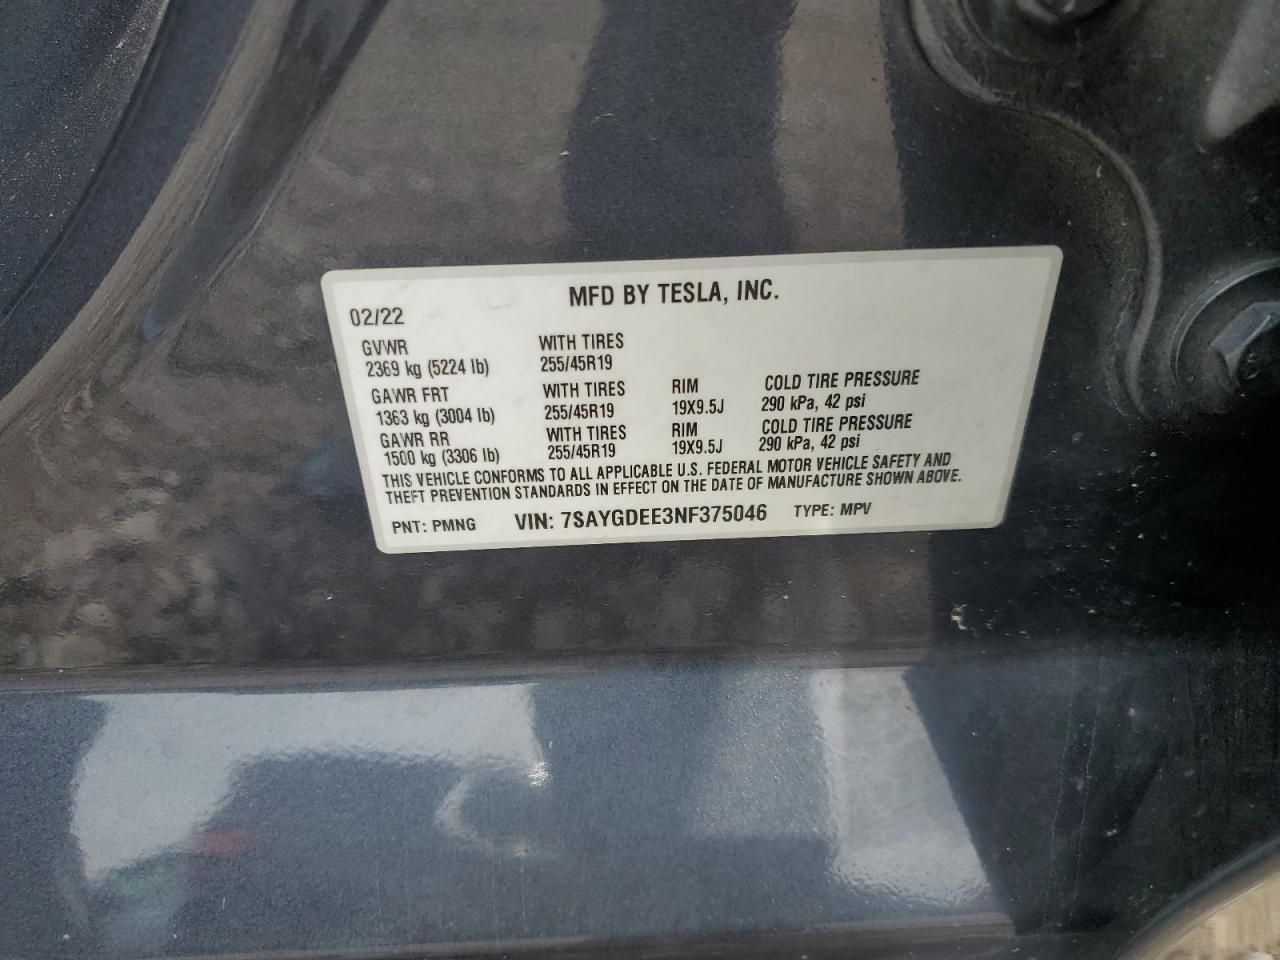 MFD BY TESLA, INC.
02/22
GVWR WITH TIRES
2369 kg (5224 lb) 255/45R19
GAWR FRT WITH TIRES RIM COLD TIRE PRESSURE
1363 kg (3004 lb) 255/45R19 19X9.5J 290 kPa, 42 psi
GAWR RR WITH TIRES RIM COLD TIRE PRESSURE
1500 kg (3306 lb) 255/45R19 19X9.5J 290 kPa, 42 psi
THIS VEHICLE CONFORMS TO ALL APPLICABLE U.S. FEDERAL MOTOR VEHICLE SAFETY AND
THEFT PREVENTION STANDARDS IN EFFECT ON THE DATE OF MANUFACTURE SHOWN ABOVE.
PNT: PMNG VIN: 7SAYGDEE3NF375046 TYPE: MPV